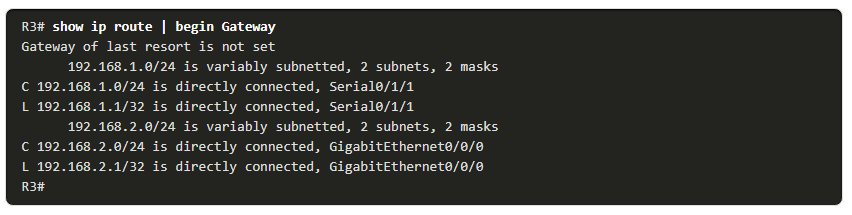 R3# show ip route | begin Gateway
Gateway of last resort is not set
192.168.1.0/24 is variably subnetted, 2 subnets, 2 masks
C 192.168.1.0/24 is directly connected, Serial0/1/1
L 192.168.1.1/32 is directly connected, Serial0/1/1
192.168.2.0/24 is variably subnetted, 2 subnets, 2 masks
C 192.168.2.0/24 is directly connected, GigabitEthernet0/0/0
L 192.168.2.1/32 is directly connected, GigabitEthernet0/0/0
R3#